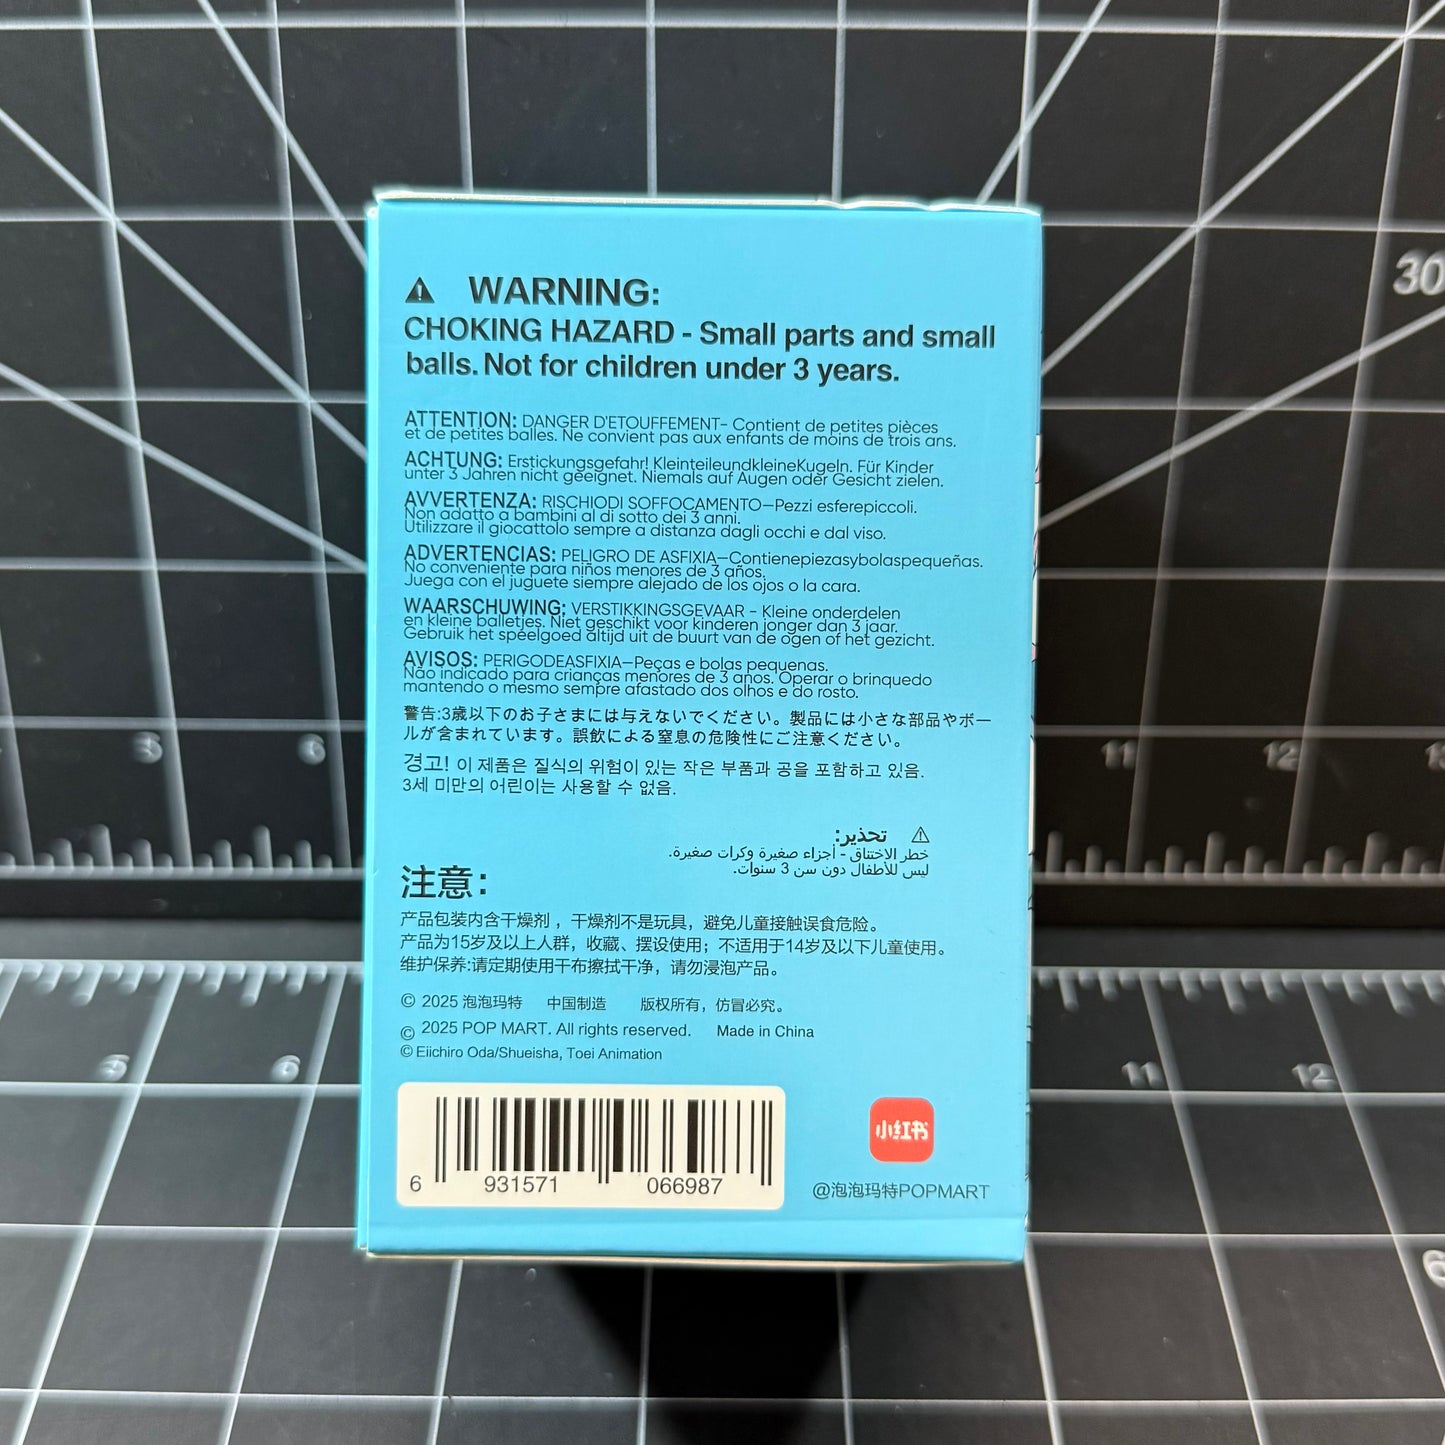 WARNING:
CHOKING HAZARD - Small parts and small
balls. Not for children under 3 years.
ATTENTION: DANGER D'ETOUFFEMENT- Contient de petites pièces
et de petites balles. Ne convient pas aux enfants de moins de trois ans.
ACHTUNG: Erstickungsgefahr! KleinteileundkleineKugeln. Für Kinder
unter 3 Jahren nicht geeignet. Niemals auf Augen oder Gesicht zielen.
AVVERTENZA: RISCHIODI SOFFOCAMENTO—Pezzi esferepiccoli.
Non adatto a bambini al di sotto dei 3 anni.
Utilizzare il giocattolo sempre a distanza dagli occhi e dal viso.
ADVERTENCIAS: PELIGRO DE ASFIXIA—Contienepiezasybolaspequeñas.
No conveniente para niños menores de 3 años.
Juega con el juguete siempre alejado de los ojos o la cara.
WAARSCHUWING: VERSTIKKINGSGEVAAR - Kleine onderdelen
en kleine balletjes. Niet geschikt voor kinderen jonger dan 3 jaar.
Gebruik het speelgoed altijd uit de buurt van de ogen of het gezicht.
AVISOS: PERIGODEASFIXIA—Peças e bolas pequenas.
Não indicado para crianças menores de 3 anos. Operar o brinquedo
mantendo o mesmo sempre afastado dos olhos e do rosto.
警告:3歳以下のお子さまには与えないでください。製品には小さな部品やボー
ルが含まれています。誤飲による窒息の危険性にご注意ください。
경고! 이 제품은 질식의 위험이 있는 작은 부품과 공을 포함하고 있음.
3세 미만의 어린이는 사용할 수 없음.
تحذير:
خطر الاختناق - أجزاء صغيرة وكرات صغيرة.
ليس للأطفال دون سن 3 سنوات.
注意:
产品包装内含干燥剂，干燥剂不是玩具，避免儿童接触误食危险。
产品为15岁及以上人群，收藏、摆设使用；不适用于14岁及以下儿童使用。
维护保养:请定期使用干布擦拭干净，请勿浸泡产品。
© 2025 泡泡玛特 中国制造 版权所有，仿冒必究。
© 2025 POP MART. All rights reserved. Made in China
© Eiichiro Oda/Shueisha, Toei Animation
6 931571 066987
小红书
@泡泡玛特POPMART
30
6
6
11
12
13
6
6
11
12
6